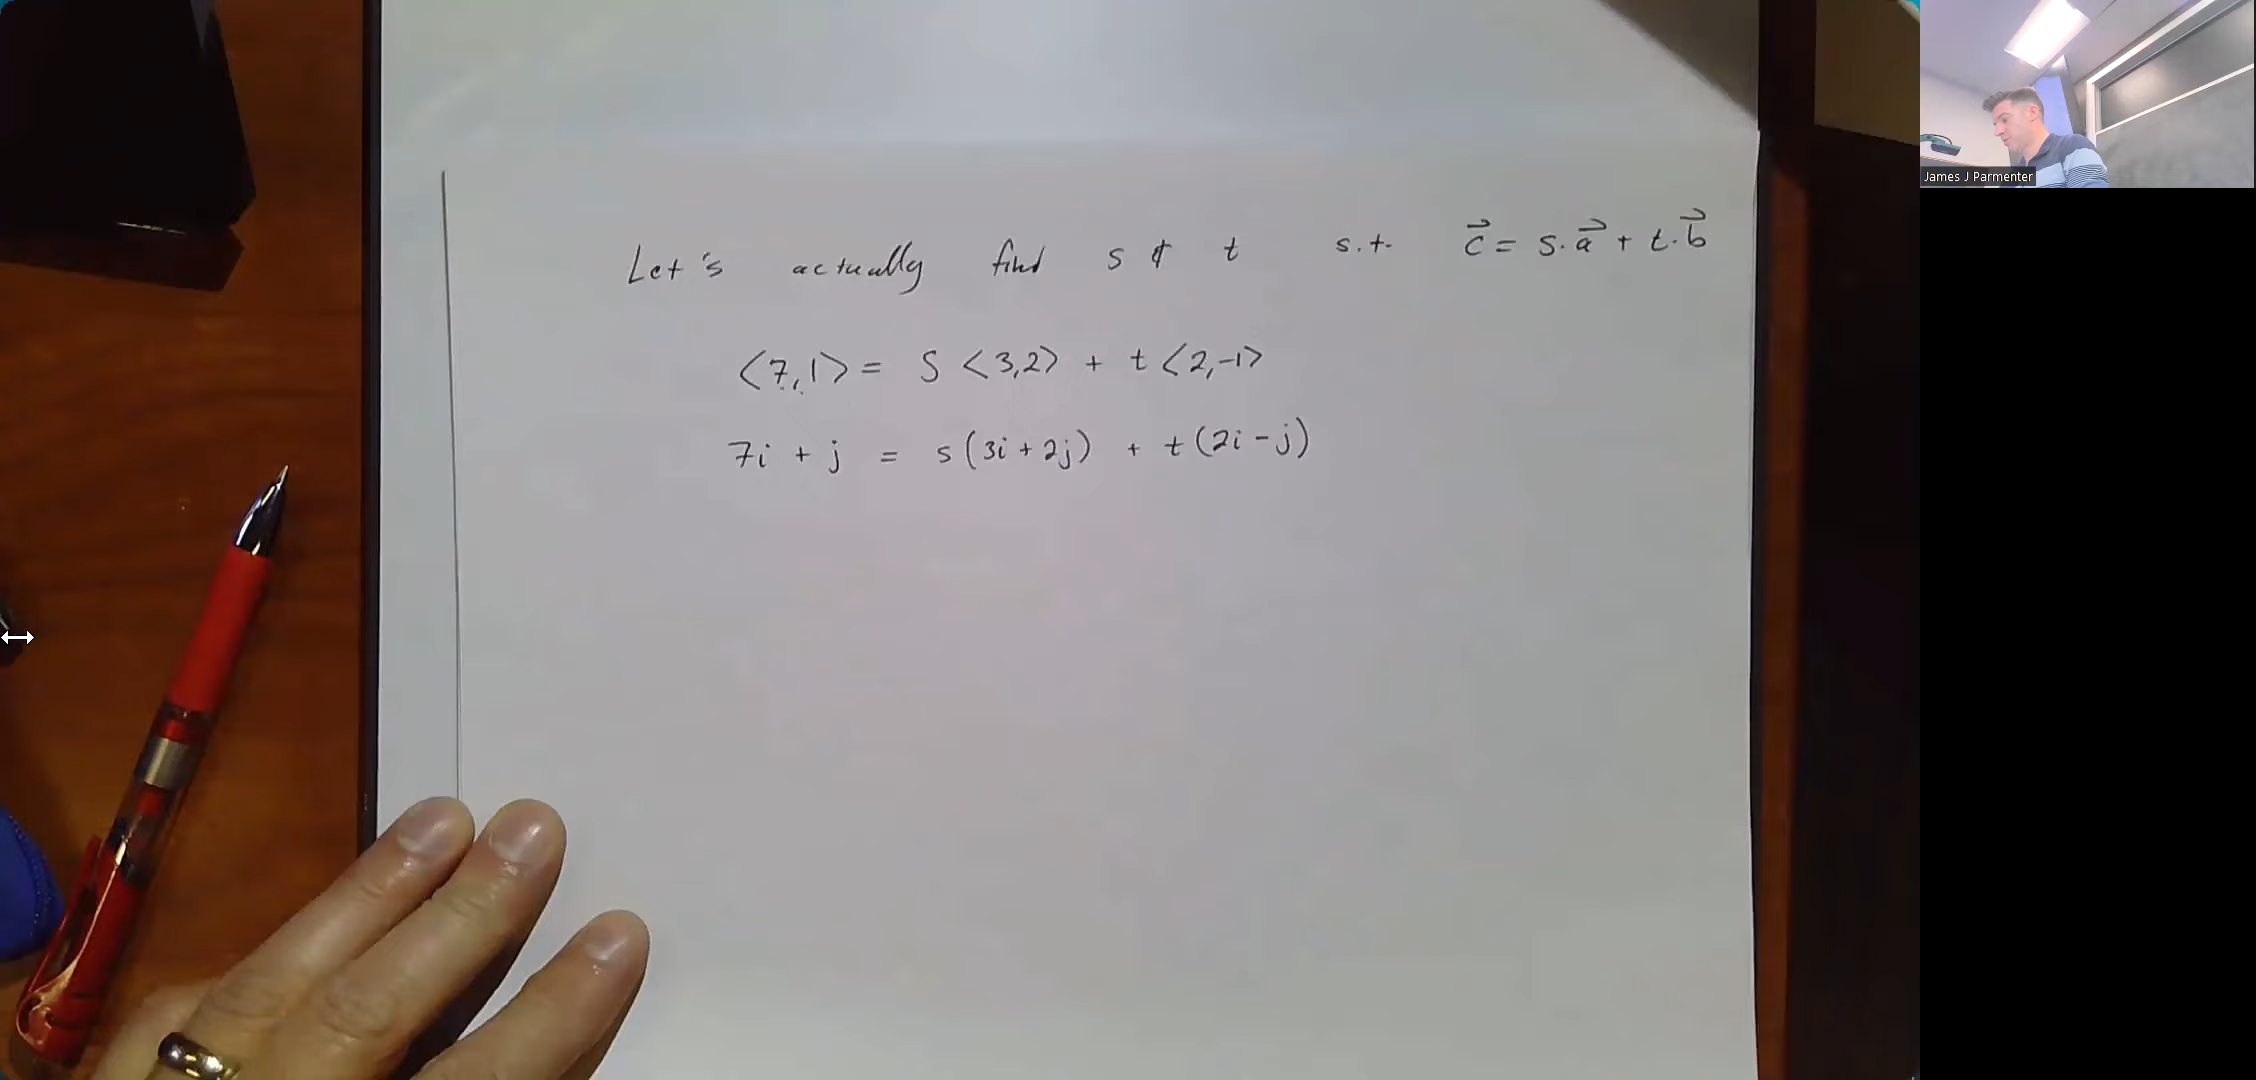 Let's actually find s & t s.t. c⃗ = s·a⃗ + t·b⃗
<7,1> = S <3,2> + t <2,-1>
7i + j = s(3i + 2j) + t(2i - j)
James J Parmenter